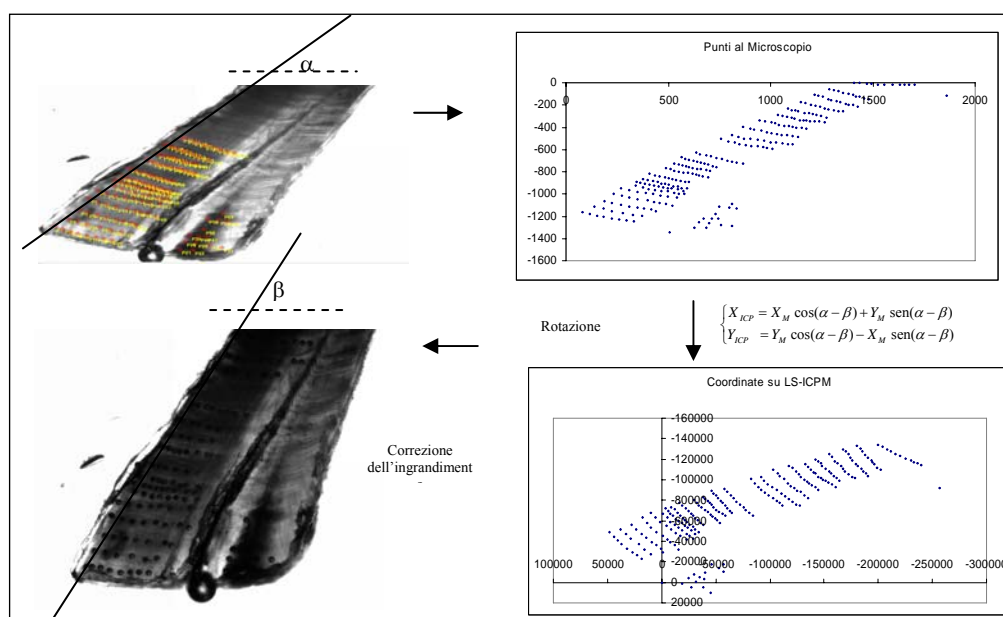 α
Punti al Microscopio
0
-200
-400
-600
-800
-1000
-1200
-1400
-1600
0 500 1000 1500 2000
β
Rotazione
X_ICP = X_M cos(α − β) + Y_M sen(α − β)
Y_ICP = Y_M cos(α − β) − X_M sen(α − β)
Correzione
dell'ingrandiment
-
Coordinate su LS-ICPM
-160000
-140000
-120000
-100000
-80000
-60000
-40000
-20000
0
20000
100000 50000 0 -50000 -100000 -150000 -200000 -250000 -300000